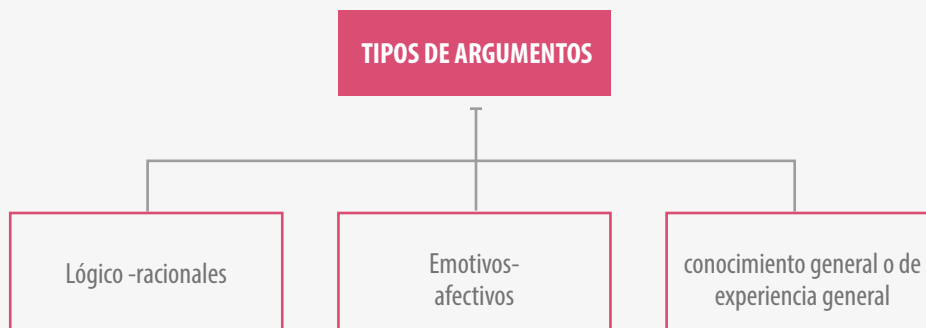 TIPOS DE ARGUMENTOS
Lógico -racionales
Emotivos-
afectivos
conocimiento general o de
experiencia general